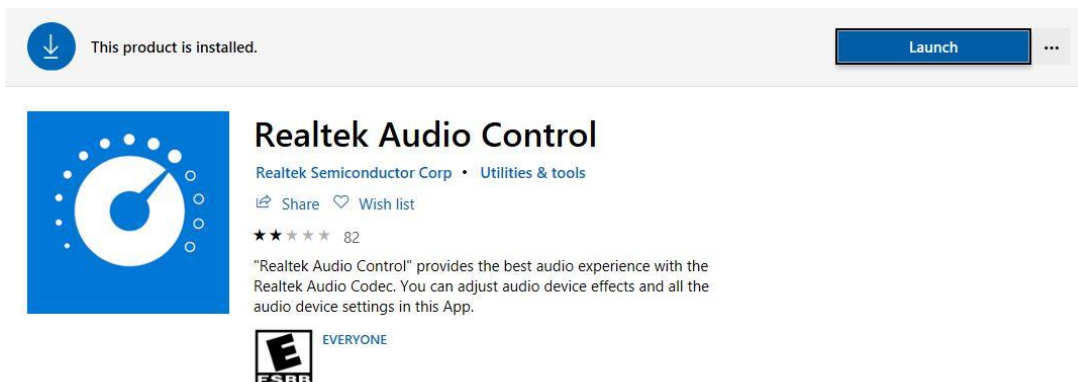 This product is installed.
Launch
...
Realtek Audio Control
Realtek Semiconductor Corp • Utilities & tools
Share Wish list
82
"Realtek Audio Control" provides the best audio experience with the
Realtek Audio Codec. You can adjust audio device effects and all the
audio device settings in this App.
E
EVERYONE
ESRB